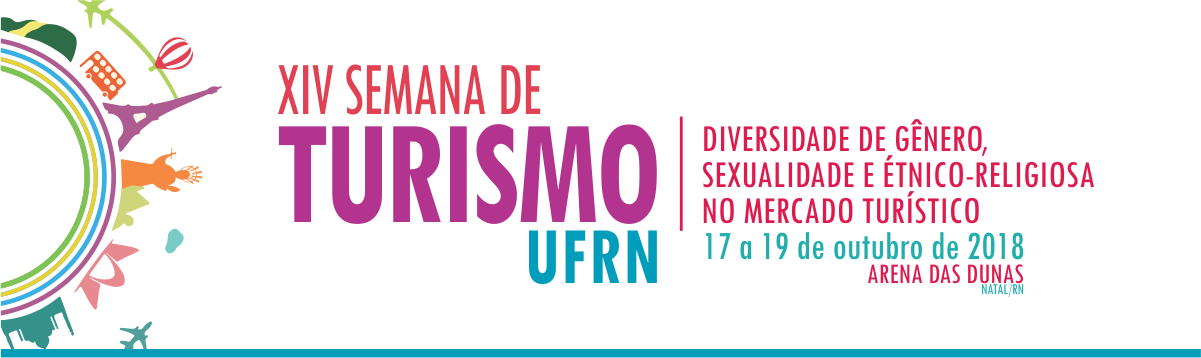 XIV SEMANA DE
TURISMO
UFRN
DIVERSIDADE DE GÊNERO,
SEXUALIDADE E ÉTNICO-RELIGIOSA
NO MERCADO TURÍSTICO
17 a 19 de outubro de 2018
ARENA DAS DUNAS
NATAL/RN